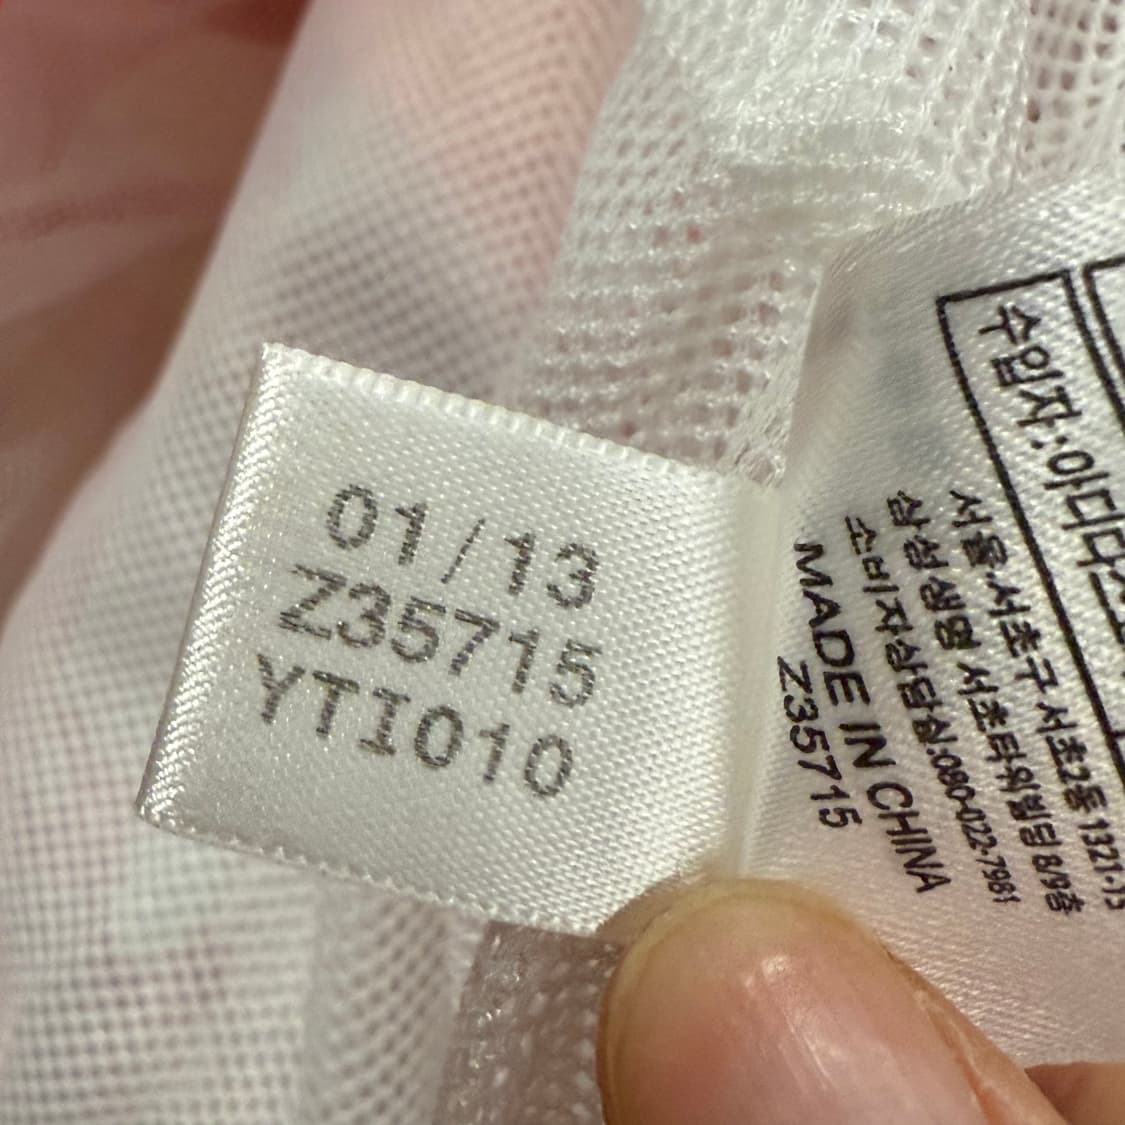 01/13
Z35715
YTI010
수입자:아디다스
서울시 서초구 서초2동 1321-15
삼성생명 서초타워빌딩 8/9층
소비자상담실:080-022-7981
MADE IN CHINA
Z35715